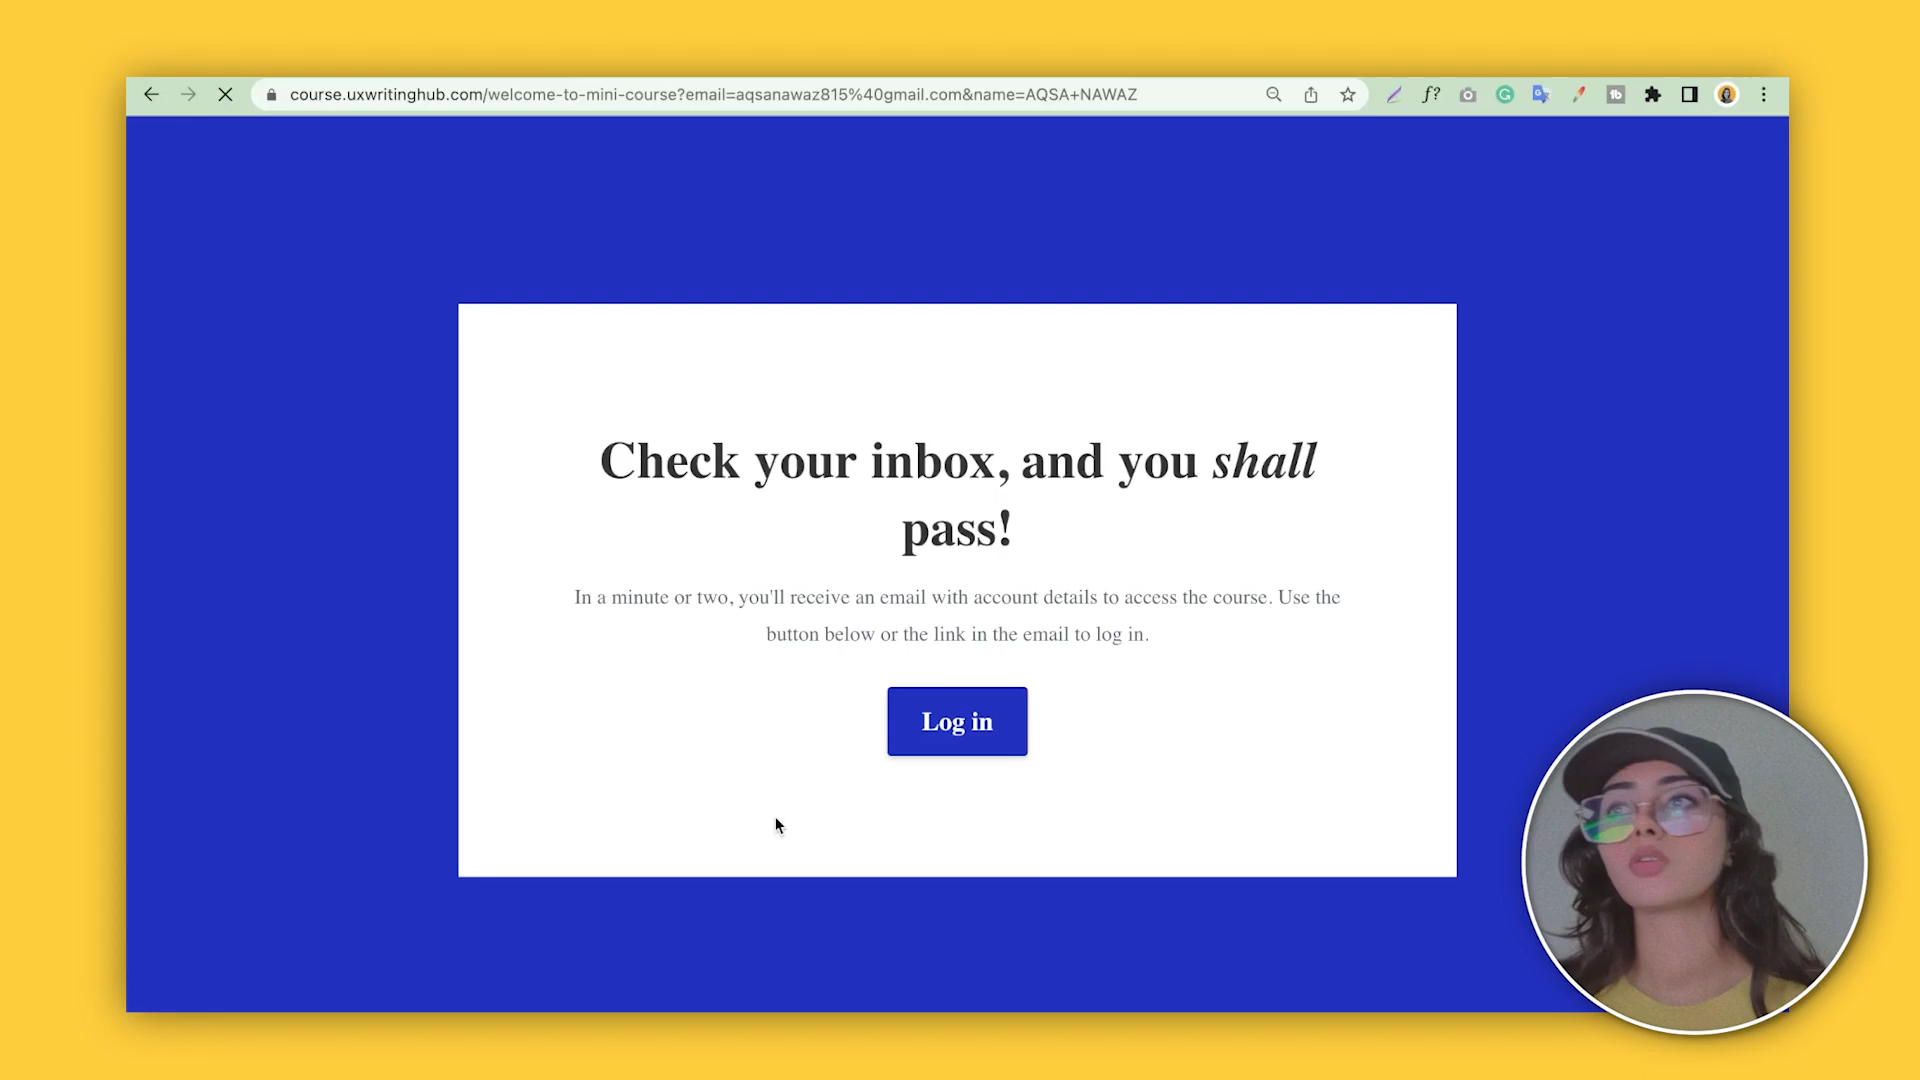 course.uxwritinghub.com/welcome-to-mini-course?email=aqsanawaz815%40gmail.com&name=AQSA+NAWAZ
f?
Check your inbox, and you shall
pass!
In a minute or two, you'll receive an email with account details to access the course. Use the
button below or the link in the email to log in.
Log in